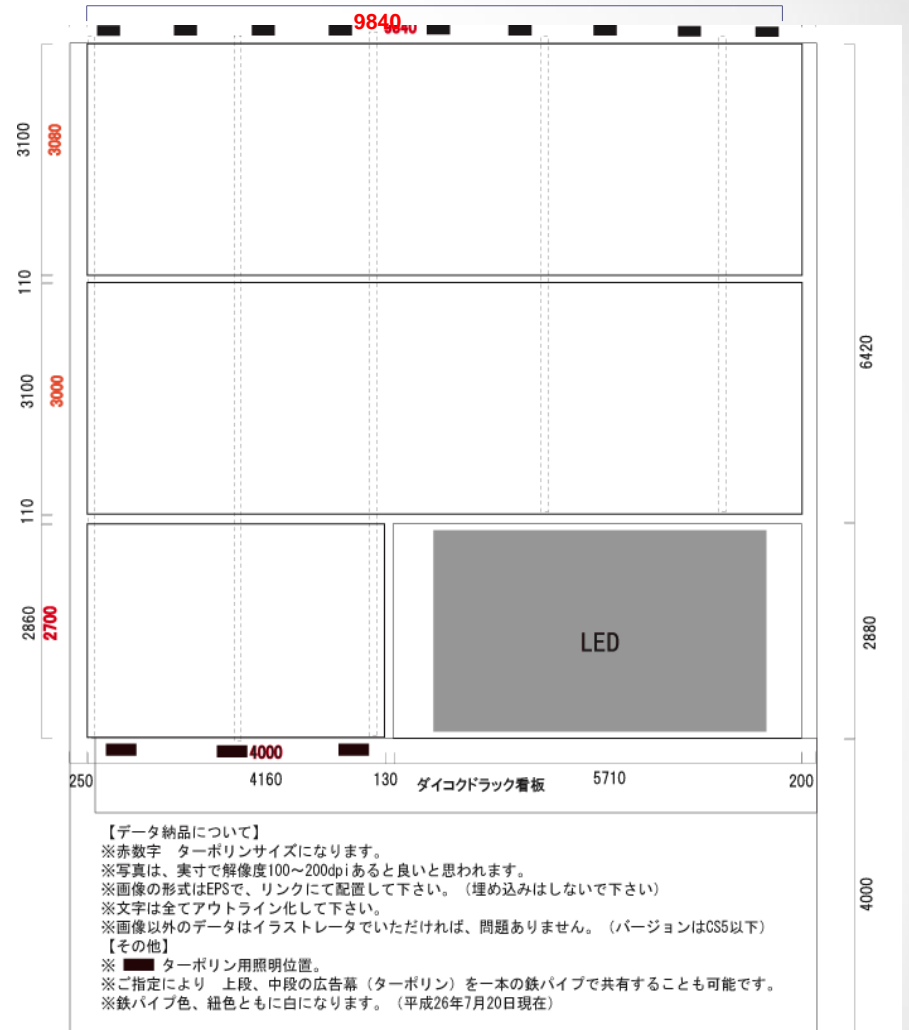 9840
9840
3100
3080
110
3100
3000
6420
110
2860
2700
LED
2880
4000
250
4160
130
ダイコクドラック看板
5710
200
【データ納品について】
※赤数字　ターポリンサイズになります。
※写真は、実寸で解像度100～200dpiあると良いと思われます。
※画像の形式はEPSで、リンクにて配置して下さい。（埋め込みはしないで下さい）
※文字は全てアウトライン化して下さい。
※画像以外のデータはイラストレータでいただければ、問題ありません。（バージョンはCS5以下）
【その他】
※　ターポリン用照明位置。
※ご指定により　上段、中段の広告幕（ターポリン）を一本の鉄パイプで共有することも可能です。
※鉄パイプ色、紐色ともに白になります。（平成26年7月20日現在）
4000